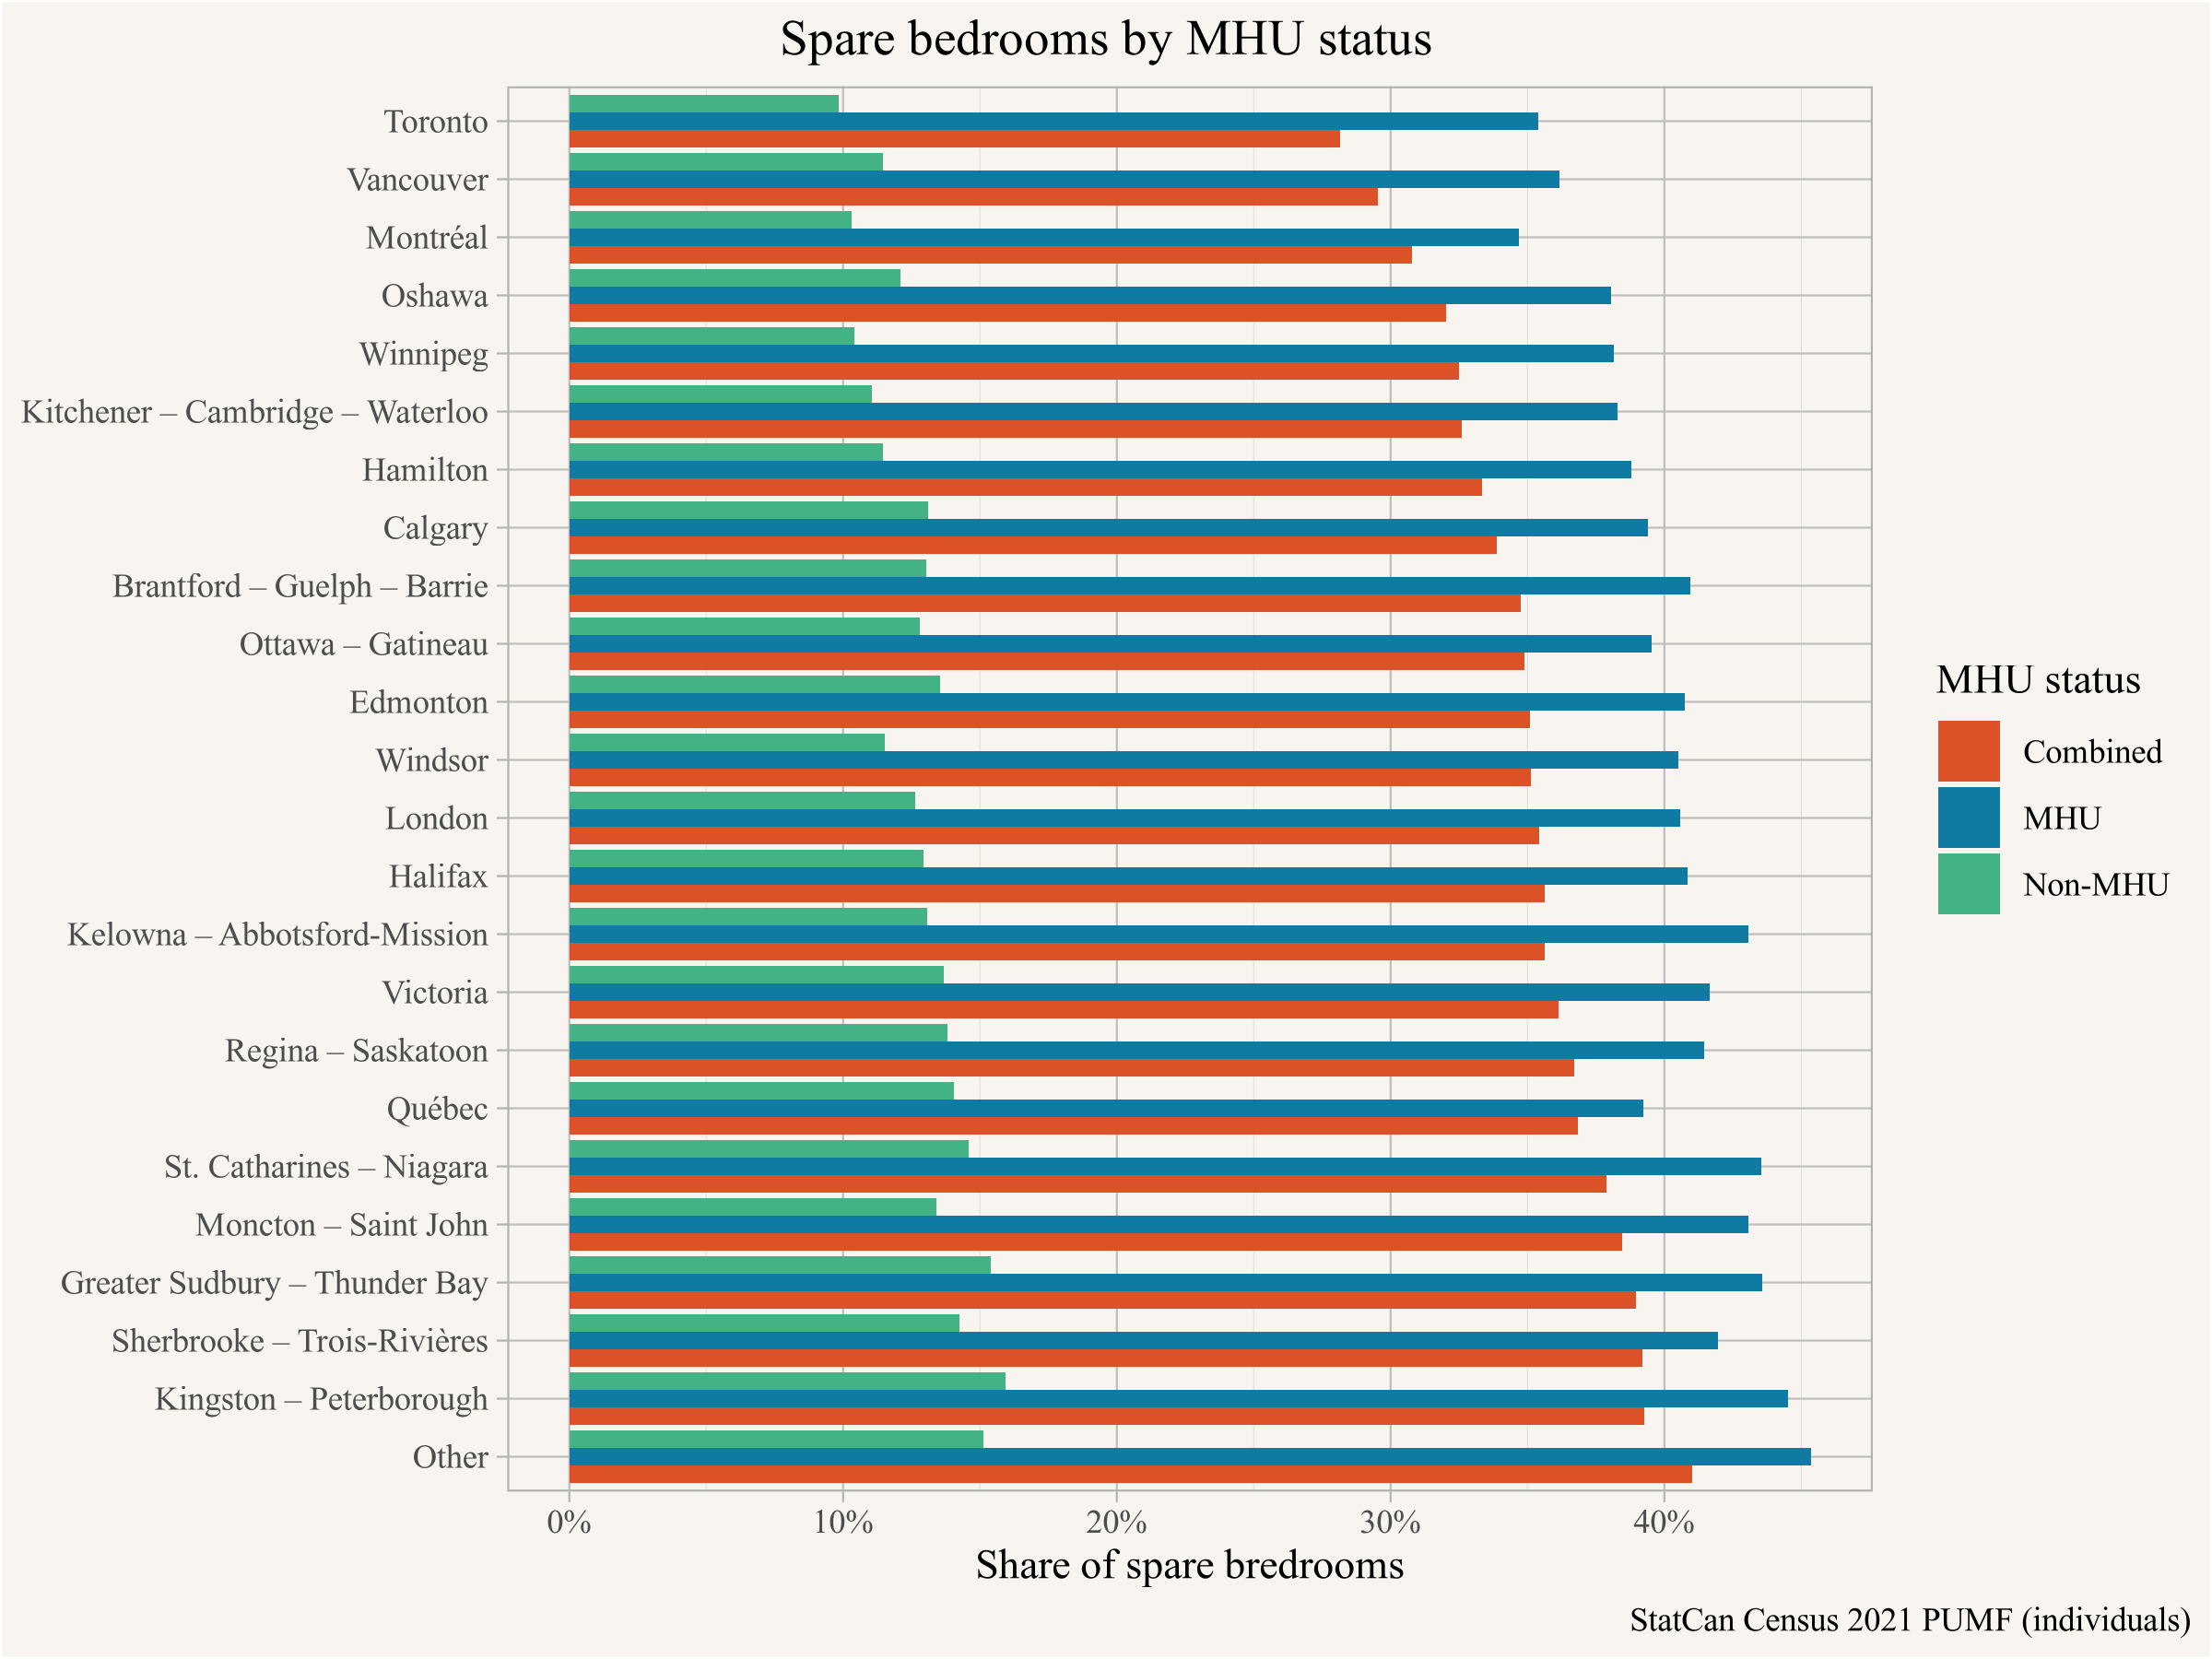 Spare bedrooms by MHU status
Toronto
Vancouver
Montréal
Oshawa
Winnipeg
Kitchener – Cambridge – Waterloo
Hamilton
Calgary
Brantford – Guelph – Barrie
Ottawa – Gatineau
Edmonton
Windsor
London
Halifax
Kelowna – Abbotsford-Mission
Victoria
Regina – Saskatoon
Québec
St. Catharines – Niagara
Moncton – Saint John
Greater Sudbury – Thunder Bay
Sherbrooke – Trois-Rivières
Kingston – Peterborough
Other
0% 10% 20% 30% 40%
Share of spare bredrooms
MHU status
Combined
MHU
Non-MHU
StatCan Census 2021 PUMF (individuals)